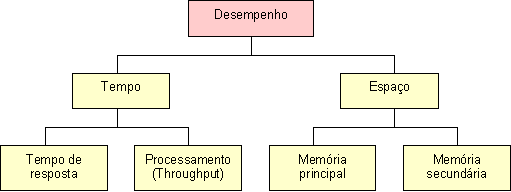 Desempenho
Tempo
Espaço
Tempo de
resposta
Processamento
(Throughput)
Memória
principal
Memória
secundária